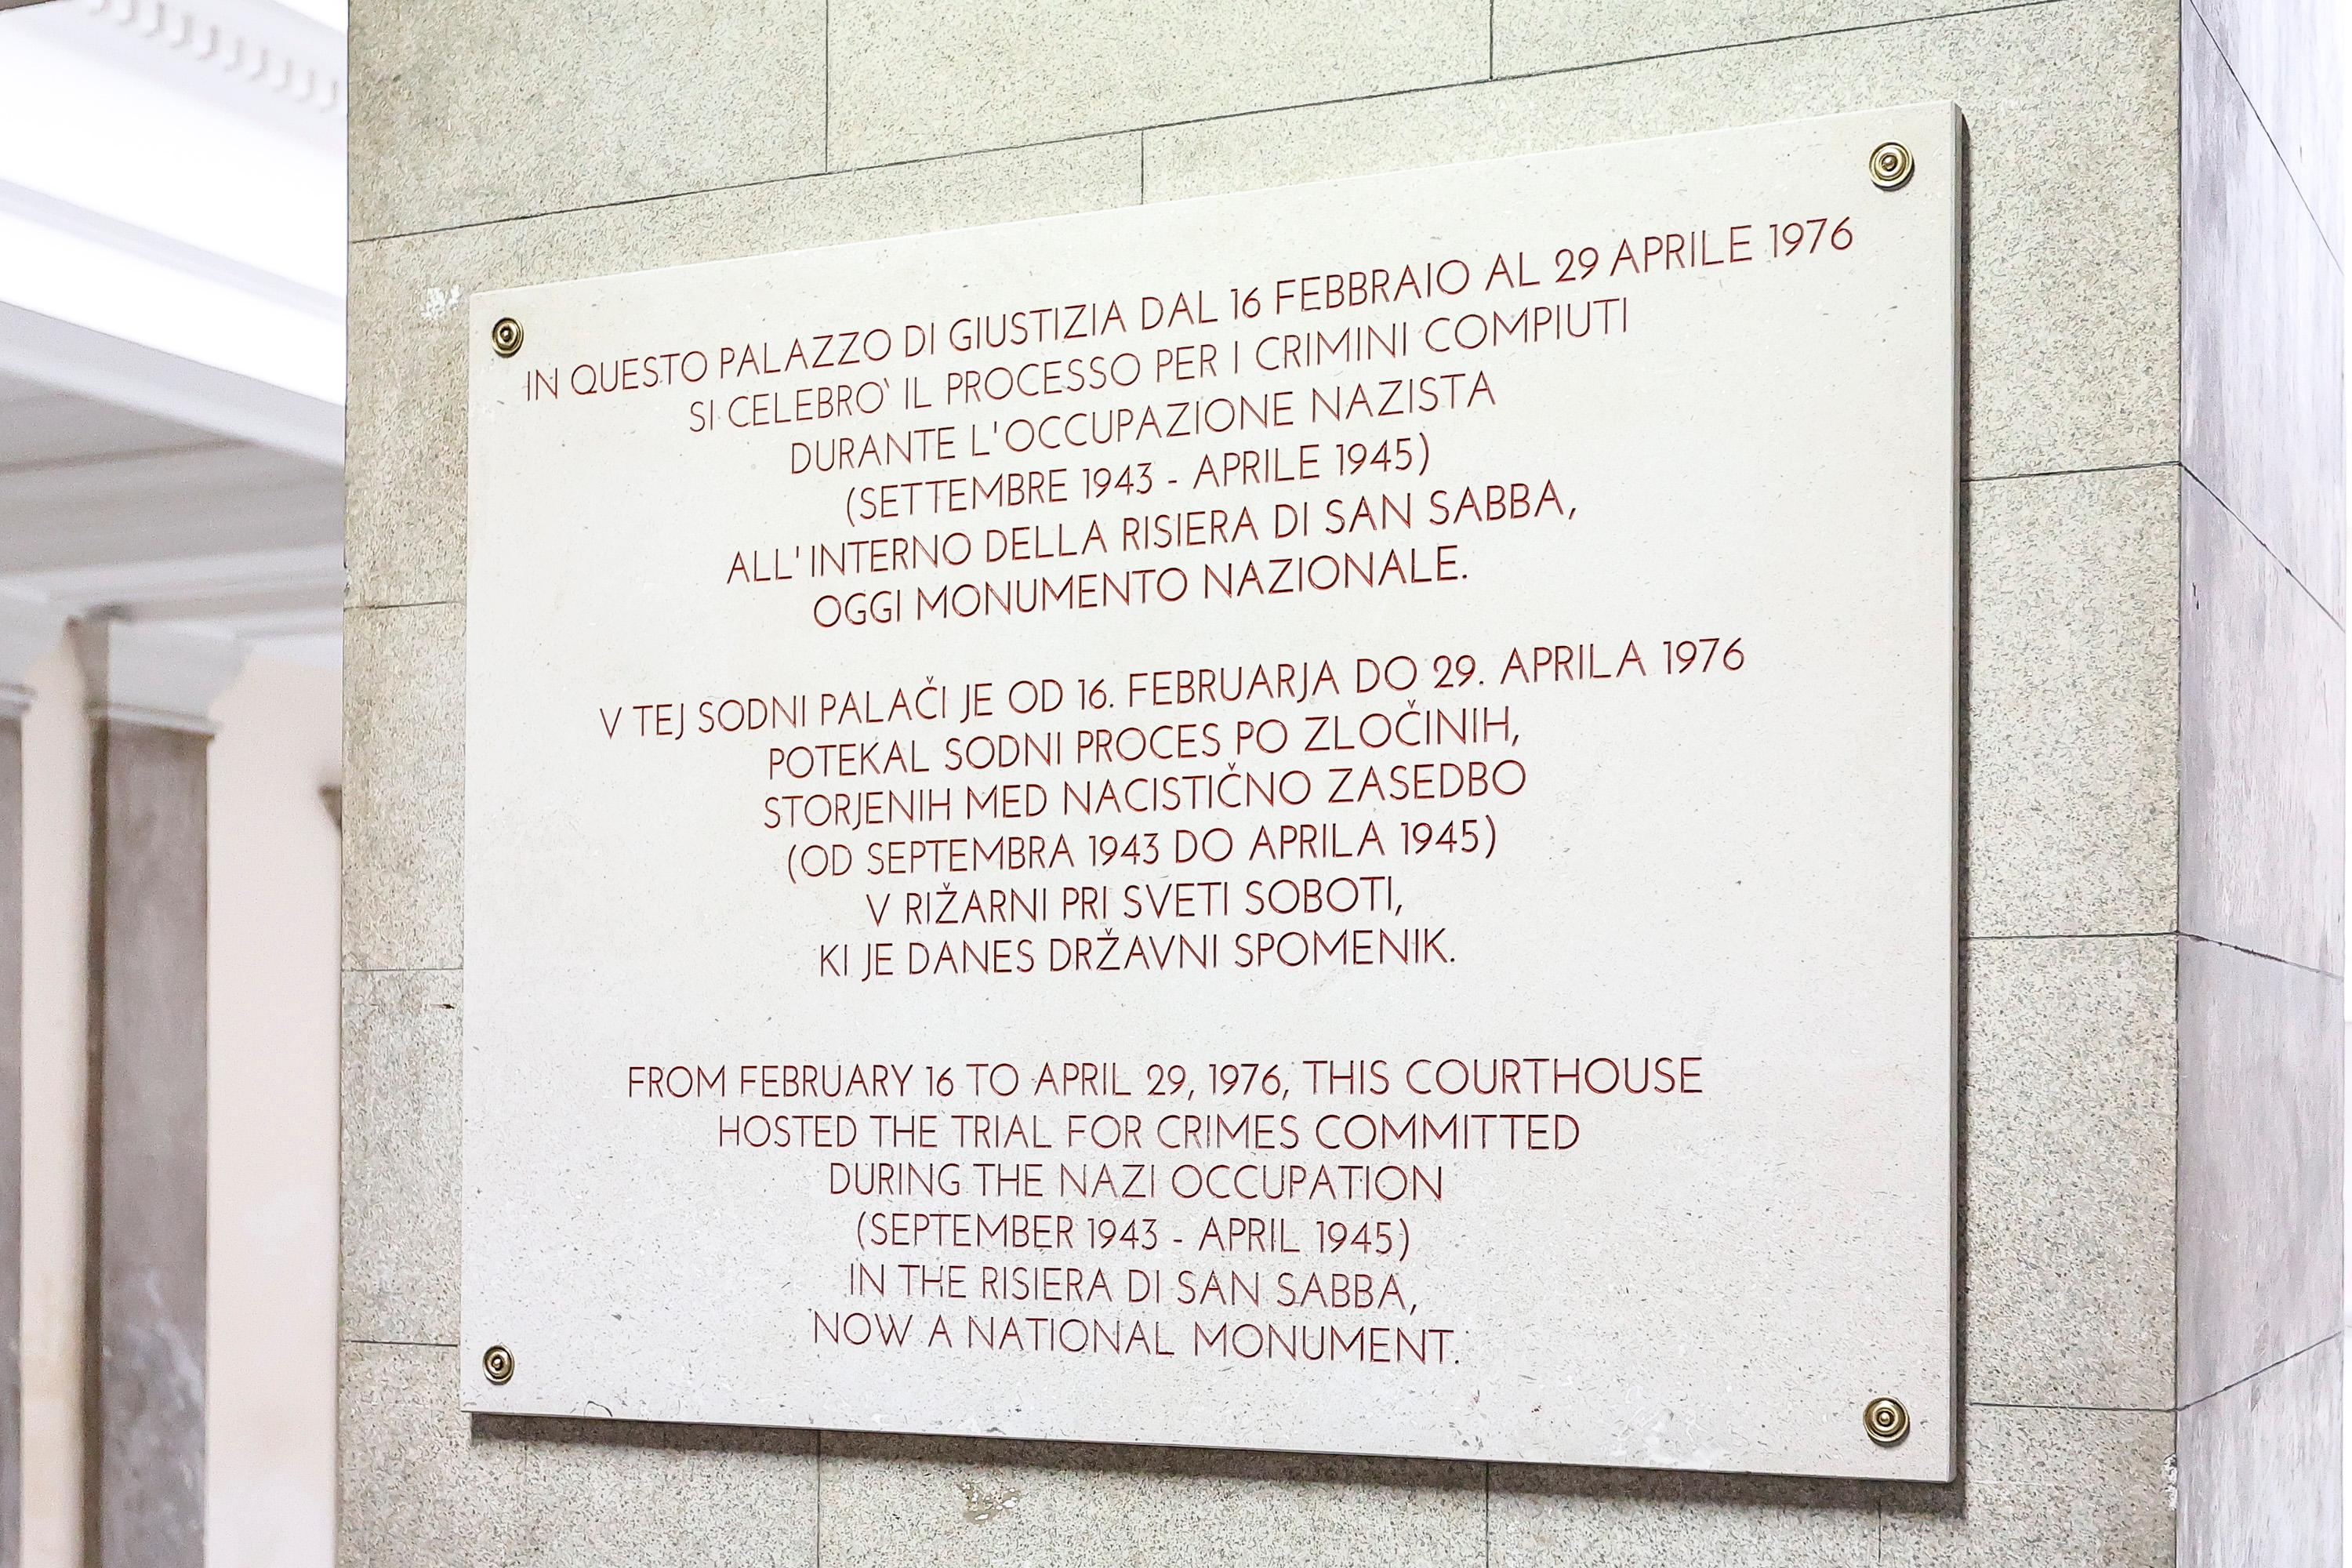 IN QUESTO PALAZZO DI GIUSTIZIA DAL 16 FEBBRAIO AL 29 APRILE 1976
SI CELEBRO' IL PROCESSO PER I CRIMINI COMPIUTI
DURANTE L'OCCUPAZIONE NAZISTA
(SETTEMBRE 1943 - APRILE 1945)
ALL'INTERNO DELLA RISIERA DI SAN SABBA,
OGGI MONUMENTO NAZIONALE.
V TEJ SODNI PALAČI JE OD 16. FEBRUARJA DO 29. APRILA 1976
POTEKAL SODNI PROCES PO ZLOČINIH,
STORJENIH MED NACISTIČNO ZASEDBO
(OD SEPTEMBRA 1943 DO APRILA 1945)
V RIŽARNI PRI SVETI SOBOTI,
KI JE DANES DRŽAVNI SPOMENIK.
FROM FEBRUARY 16 TO APRIL 29, 1976, THIS COURTHOUSE
HOSTED THE TRIAL FOR CRIMES COMMITTED
DURING THE NAZI OCCUPATION
(SEPTEMBER 1943 - APRIL 1945)
IN THE RISIERA DI SAN SABBA,
NOW A NATIONAL MONUMENT.